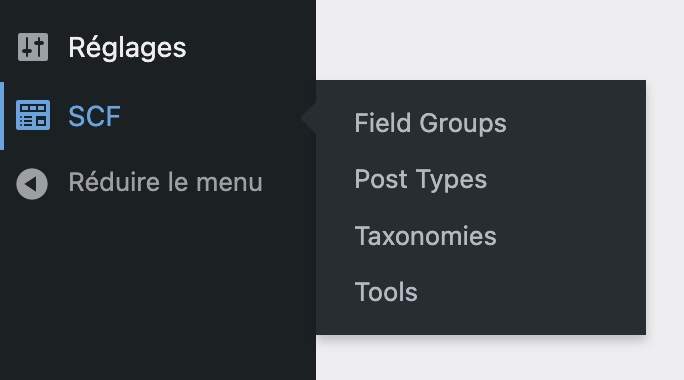 Réglages
SCF
Field Groups
Post Types
Réduire le menu
Taxonomies
Tools